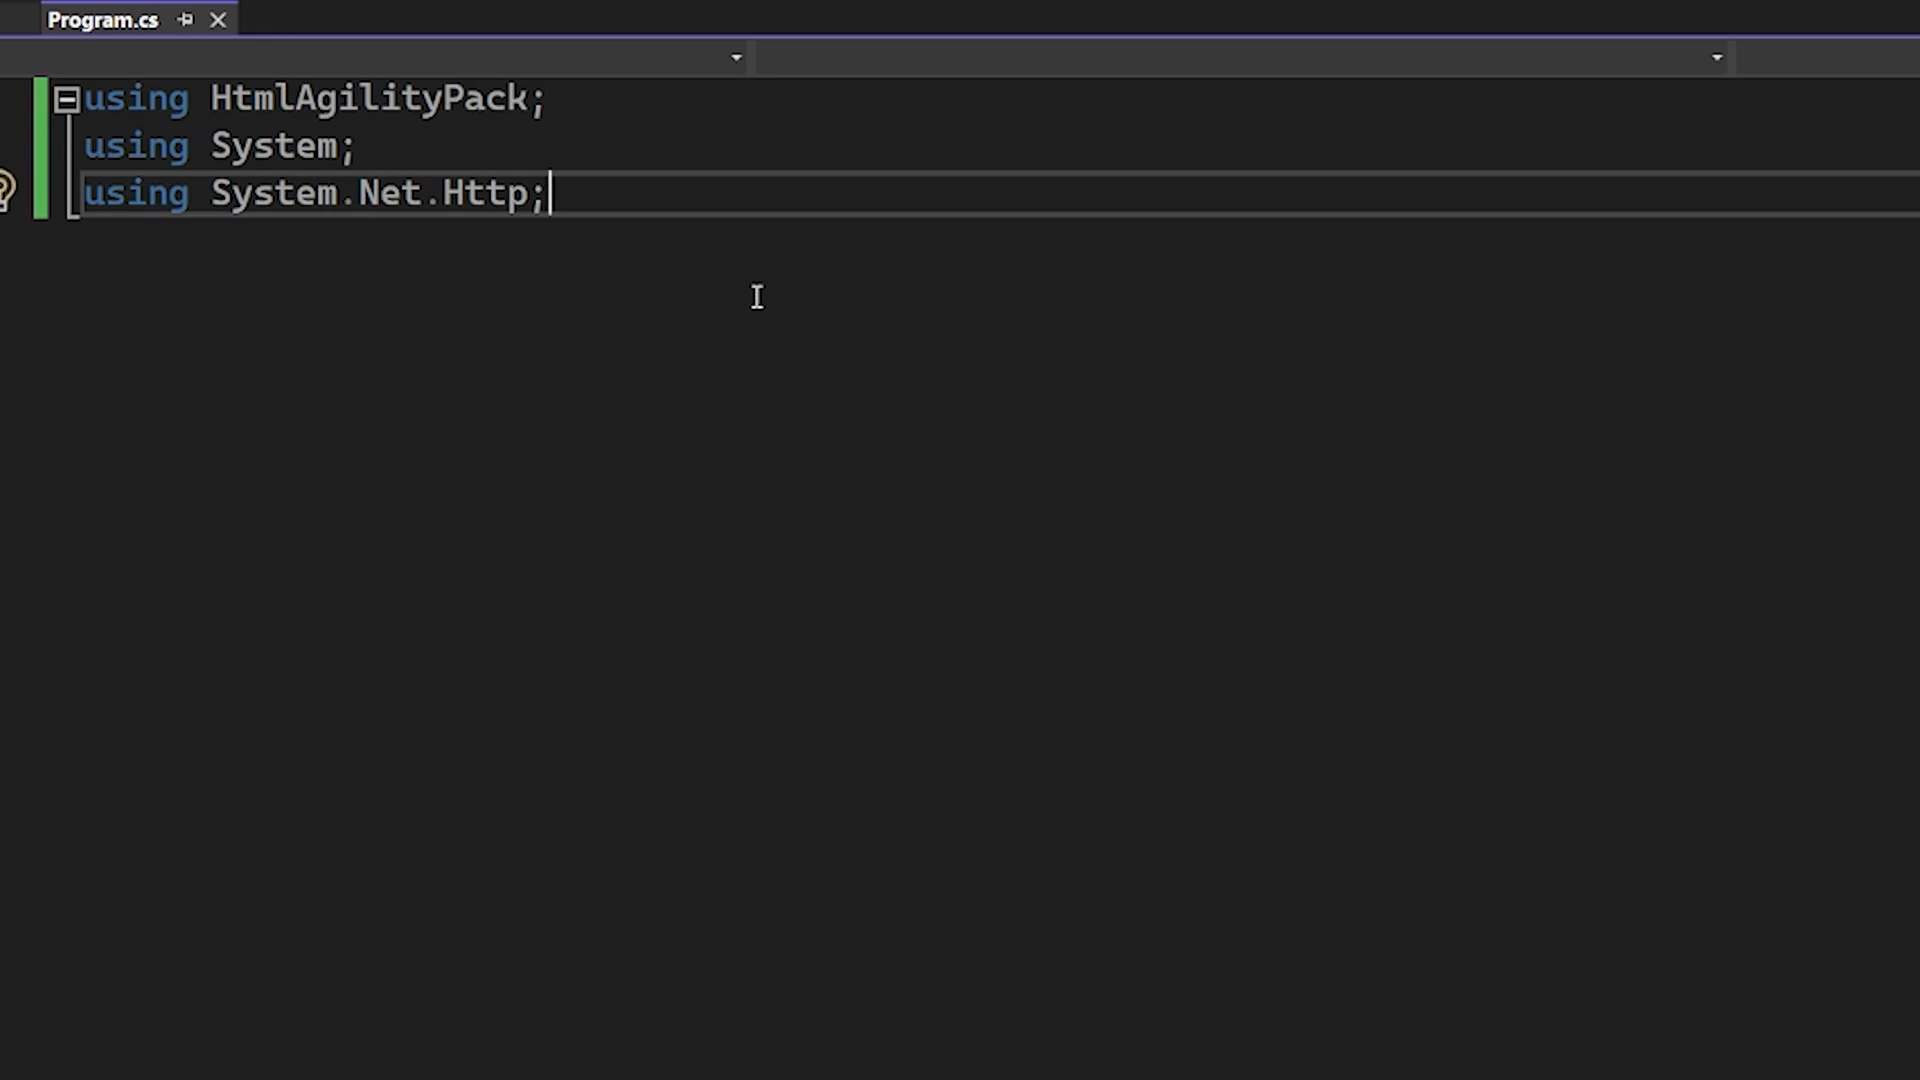 Program.cs
using HtmlAgilityPack;
using System;
using System.Net.Http;